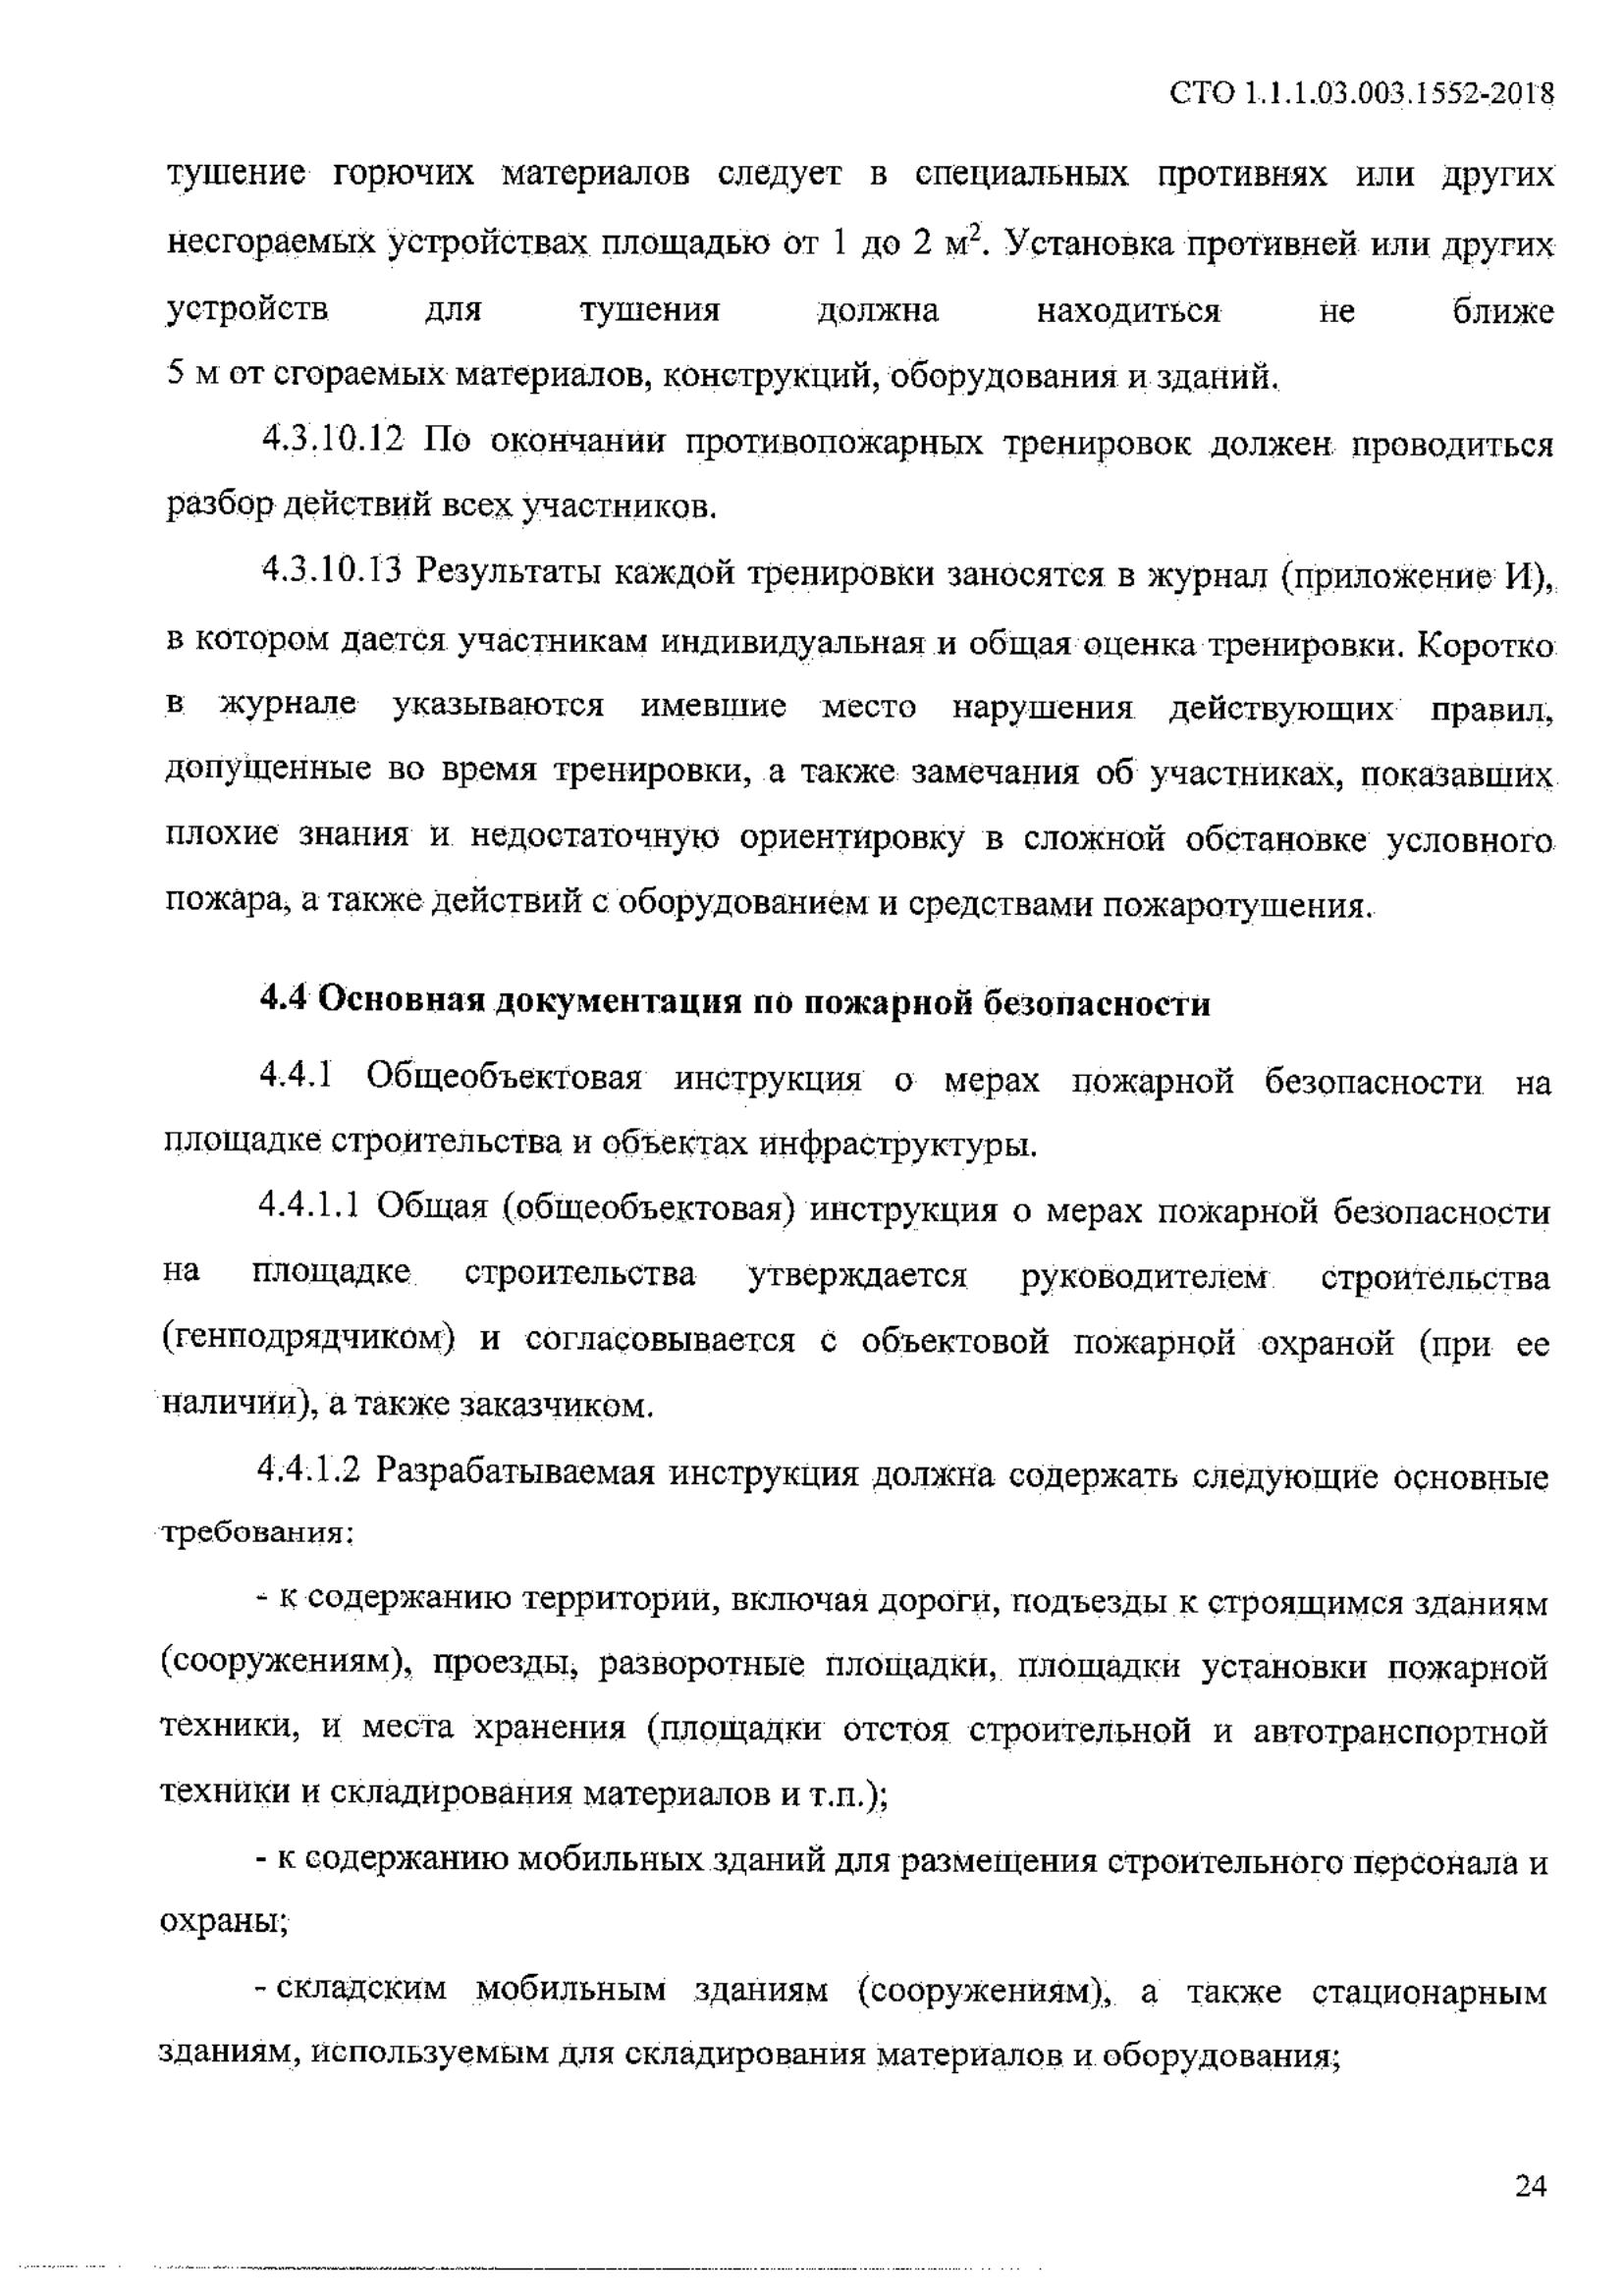 СТО 1.1.1.03.003.1552-2018
тушение горючих материалов следует в специальных противнях или других
несгораемых устройствах площадью от 1 до 2 м². Установка противней или других
устройств для тушения должна находиться не ближе
5 м от сгораемых материалов, конструкций, оборудования и зданий.
4.3.10.12 По окончании противопожарных тренировок должен проводиться
разбор действий всех участников.
4.3.10.13 Результаты каждой тренировки заносятся в журнал (приложение И),
в котором дается участникам индивидуальная и общая оценка тренировки. Коротко
в журнале указываются имевшие место нарушения действующих правил,
допущенные во время тренировки, а также замечания об участниках, показавших
плохие знания и недостаточную ориентировку в сложной обстановке условного
пожара, а также действий с оборудованием и средствами пожаротушения.
4.4 Основная документация по пожарной безопасности
4.4.1 Общеобъектовая инструкция о мерах пожарной безопасности на
площадке строительства и объектах инфраструктуры.
4.4.1.1 Общая (общеобъектовая) инструкция о мерах пожарной безопасности
на площадке строительства утверждается руководителем строительства
(генподрядчиком) и согласовывается с объектовой пожарной охраной (при ее
наличии), а также заказчиком.
4.4.1.2 Разрабатываемая инструкция должна содержать следующие основные
требования:
- к содержанию территории, включая дороги, подъезды к строящимся зданиям
(сооружениям), проезды, разворотные площадки, площадки установки пожарной
техники, и места хранения (площадки отстоя строительной и автотранспортной
техники и складирования материалов и т.п.);
- к содержанию мобильных зданий для размещения строительного персонала и
охраны;
- складским мобильным зданиям (сооружениям), а также стационарным
зданиям, используемым для складирования материалов и оборудования;
24